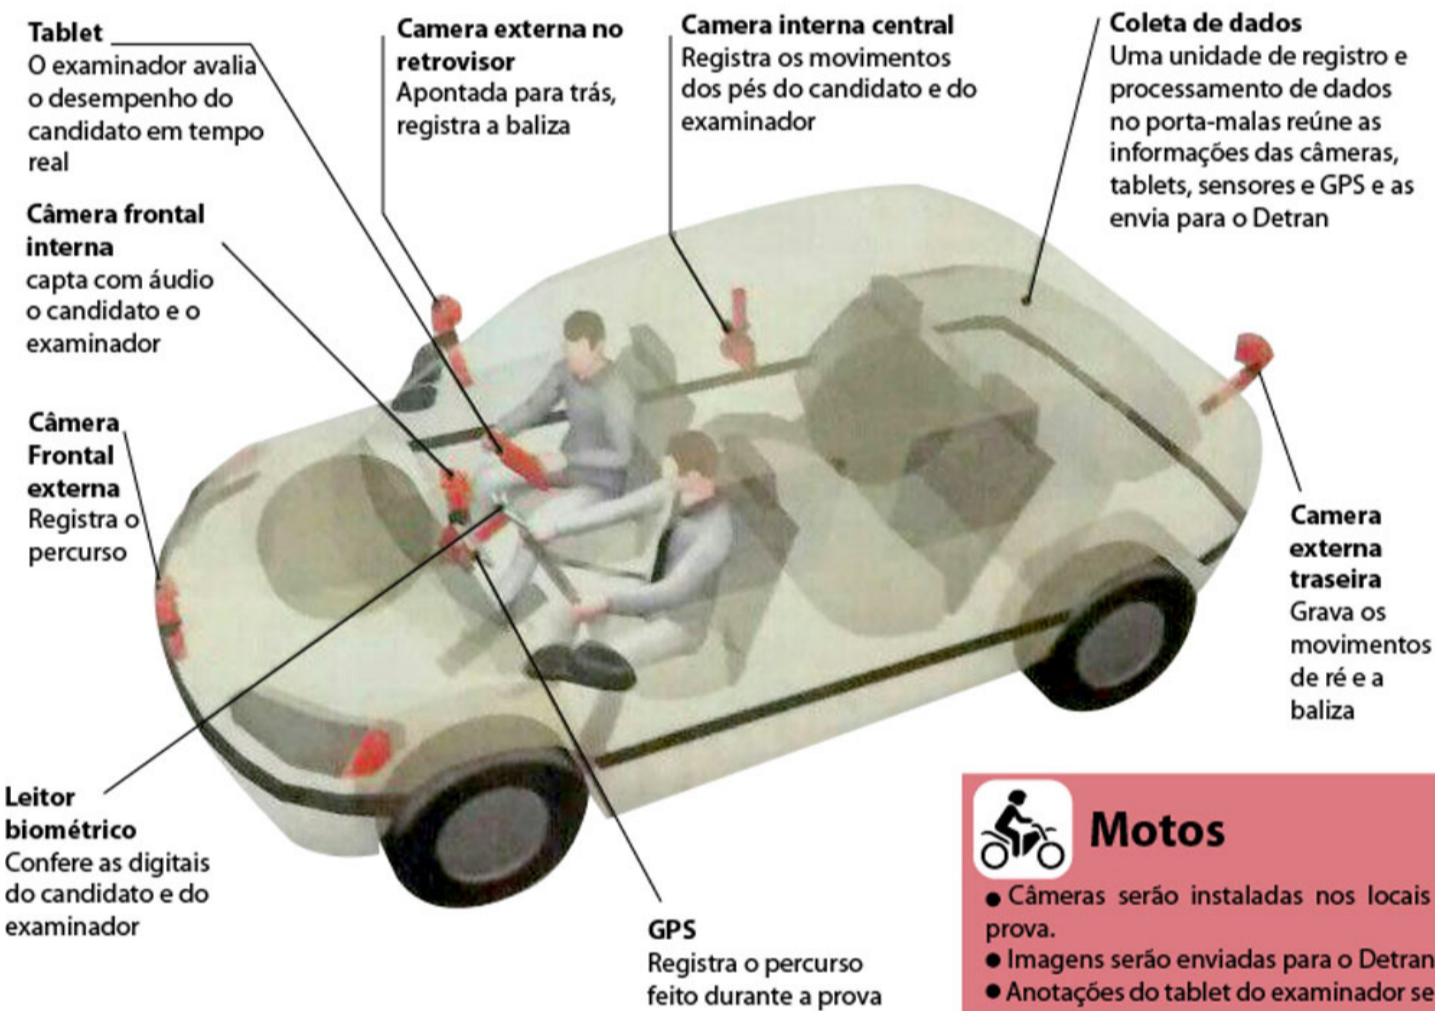 Tablet
O examinador avalia
o desempenho do
candidato em tempo
real
Camera externa no
retrovisor
Apontada para trás,
registra a baliza
Camera interna central
Registra os movimentos
dos pés do candidato e do
examinador
Coleta de dados
Uma unidade de registro e
processamento de dados
no porta-malas reúne as
informações das câmeras,
tablets, sensores e GPS e as
envia para o Detran
Câmera frontal
interna
capta com áudio
o candidato e o
examinador
Câmera
Frontal
externa
Registra o
percurso
Camera
externa
traseira
Grava os
movimentos
de ré e a
baliza
Leitor
biométrico
Confere as digitais
do candidato e do
examinador
GPS
Registra o percurso
feito durante a prova
Motos
● Câmeras serão instaladas nos locais
prova.
● Imagens serão enviadas para o Detran
● Anotações do tablet do examinador se